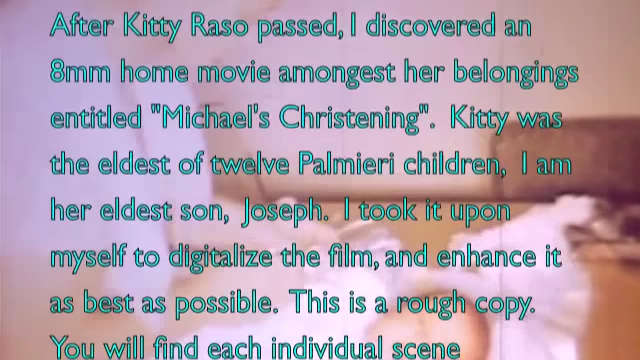 After Kitty Raso passed, I discovered an
8mm home movie amongest her belongings
entitled "Michael's Christening". Kitty was
the eldest of twelve Palmieri children, I am
her eldest son, Joseph. I took it upon
myself to digitalize the film, and enhance it
as best as possible. This is a rough copy.
You will find each individual scene